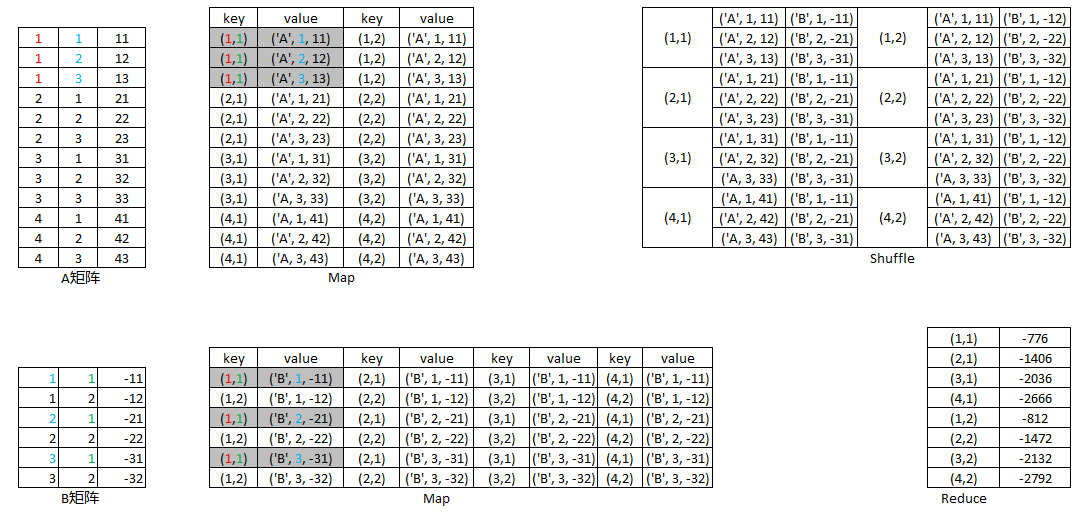 1 1 11
1 2 12
1 3 13
2 1 21
2 2 22
2 3 23
3 1 31
3 2 32
3 3 33
4 1 41
4 2 42
4 3 43
A矩阵
key value key value
(1,1) ('A', 1, 11) (1,2) ('A', 1, 11)
(1,1) ('A', 2, 12) (1,2) ('A', 2, 12)
(1,1) ('A', 3, 13) (1,2) ('A', 3, 13)
(2,1) ('A', 1, 21) (2,2) ('A', 1, 21)
(2,1) ('A', 2, 22) (2,2) ('A', 2, 22)
(2,1) ('A', 3, 23) (2,2) ('A', 3, 23)
(3,1) ('A', 1, 31) (3,2) ('A', 1, 31)
(3,1) ('A', 2, 32) (3,2) ('A', 2, 32)
(3,1) ('A, 3, 33) (3,2) ('A, 3, 33)
(4,1) ('A, 1, 41) (4,2) ('A, 1, 41)
(4,1) ('A', 2, 42) (4,2) ('A', 2, 42)
(4,1) ('A, 3, 43) (4,2) ('A, 3, 43)
Map
('A', 1, 11) ('B', 1, -11) ('A', 1, 11) ('B', 1, -12)
(1,1) ('A', 2, 12) ('B', 2, -21) (1,2) ('A', 2, 12) ('B', 2, -22)
('A', 3, 13) ('B', 3, -31) ('A', 3, 13) ('B', 3, -32)
('A', 1, 21) ('B', 1, -11) ('A', 1, 21) ('B', 1, -12)
(2,1) ('A', 2, 22) ('B', 2, -21) (2,2) ('A', 2, 22) ('B', 2, -22)
('A', 3, 23) ('B', 3, -31) ('A', 3, 23) ('B', 3, -32)
('A', 1, 31) ('B', 1, -11) ('A', 1, 31) ('B', 1, -12)
(3,1) ('A', 2, 32) ('B', 2, -21) (3,2) ('A', 2, 32) ('B', 2, -22)
('A, 3, 33) ('B', 3, -31) ('A, 3, 33) ('B', 3, -32)
('A, 1, 41) ('B', 1, -11) ('A, 1, 41) ('B', 1, -12)
(4,1) ('A', 2, 42) ('B', 2, -21) (4,2) ('A', 2, 42) ('B', 2, -22)
('A, 3, 43) ('B', 3, -31) ('A, 3, 43) ('B', 3, -32)
Shuffle
1 1 -11
1 2 -12
2 1 -21
2 2 -22
3 1 -31
3 2 -32
B矩阵
key value key value key value key value
(1,1) ('B', 1, -11) (2,1) ('B', 1, -11) (3,1) ('B', 1, -11) (4,1) ('B', 1, -11)
(1,2) ('B', 1, -12) (2,2) ('B', 1, -12) (3,2) ('B', 1, -12) (4,2) ('B', 1, -12)
(1,1) ('B', 2, -21) (2,1) ('B', 2, -21) (3,1) ('B', 2, -21) (4,1) ('B', 2, -21)
(1,2) ('B', 2, -22) (2,2) ('B', 2, -22) (3,2) ('B', 2, -22) (4,2) ('B', 2, -22)
(1,1) ('B', 3, -31) (2,1) ('B', 3, -31) (3,1) ('B', 3, -31) (4,1) ('B', 3, -31)
(1,2) ('B', 3, -32) (2,2) ('B', 3, -32) (3,2) ('B', 3, -32) (4,2) ('B', 3, -32)
Map
(1,1) -776
(2,1) -1406
(3,1) -2036
(4,1) -2666
(1,2) -812
(2,2) -1472
(3,2) -2132
(4,2) -2792
Reduce